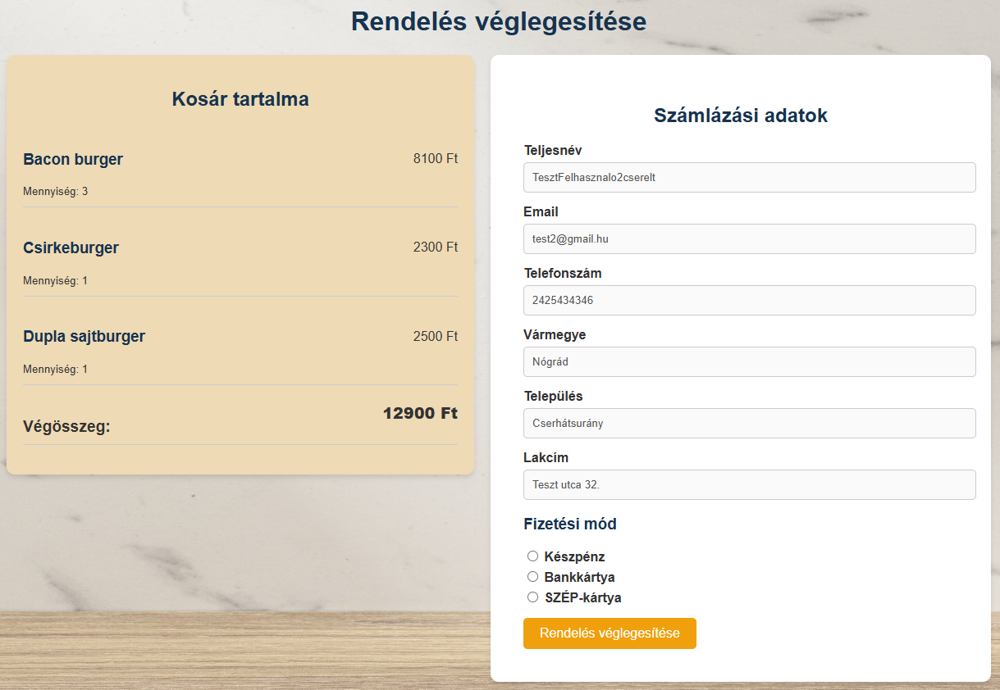 Rendelés véglegesítése
Kosár tartalma
Bacon burger 8100 Ft
Mennyiség: 3
Csirkeburger 2300 Ft
Mennyiség: 1
Dupla sajtburger 2500 Ft
Mennyiség: 1
Végösszeg: 12900 Ft
Számlázási adatok
Teljesnév
TesztFelhasznalo2cserelt
Email
test2@gmail.hu
Telefonszám
2425434346
Vármegye
Nógrád
Település
Cserhátsurány
Lakcím
Teszt utca 32.
Fizetési mód
Készpénz
Bankkártya
SZÉP-kártya
Rendelés véglegesítése